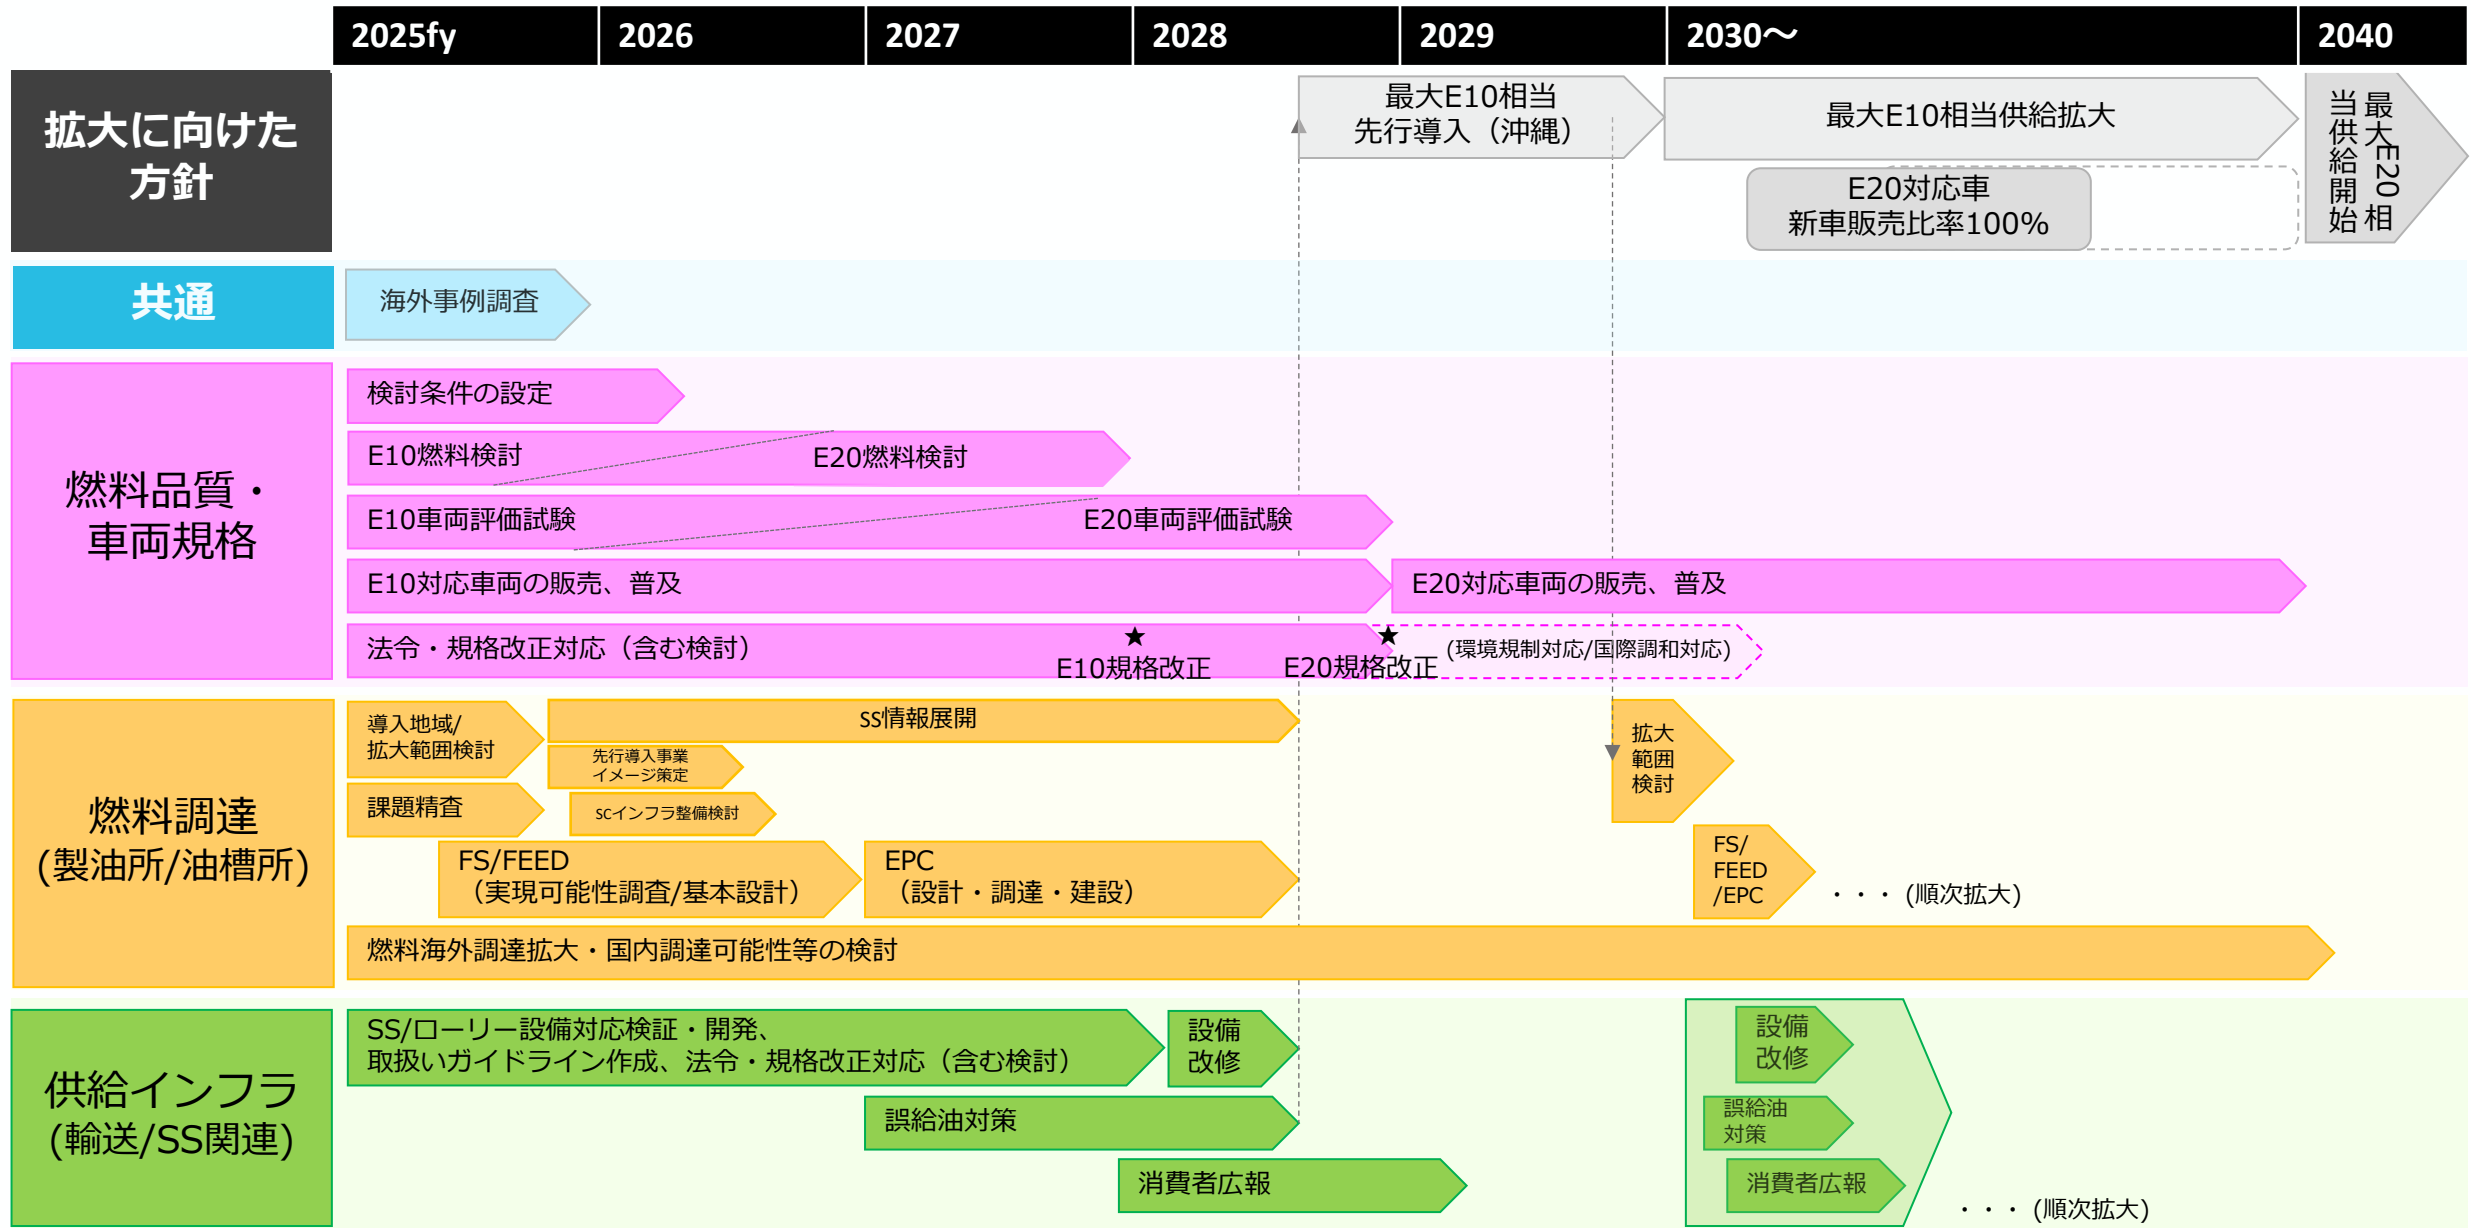 2025fy
2026
2027
2028
2029
2030～
2040
拡大に向けた
方針
最大E10相当
先行導入（沖縄）
最大E10相当供給拡大
E20対応車
新車販売比率100%
最大E20相
当供給開始
共通
海外事例調査
燃料品質・
車両規格
検討条件の設定
E10燃料検討
E20燃料検討
E10車両評価試験
E20車両評価試験
E10対応車両の販売、普及
E20対応車両の販売、普及
法令・規格改正対応（含む検討）
★
E10規格改正
★
E20規格改正
(環境規制対応/国際調和対応)
燃料調達
(製油所/油槽所)
導入地域/
拡大範囲検討
SS情報展開
先行導入事業
イメージ策定
課題精査
SCインフラ整備検討
FS/FEED
（実現可能性調査/基本設計）
EPC
（設計・調達・建設）
拡大
範囲
検討
FS/
FEED
/EPC
・・・(順次拡大)
燃料海外調達拡大・国内調達可能性等の検討
供給インフラ
(輸送/SS関連)
SS/ローリー設備対応検証・開発、
取扱いガイドライン作成、法令・規格改正対応（含む検討）
設備
改修
誤給油対策
消費者広報
設備
改修
誤給油
対策
消費者広報
・・・(順次拡大)